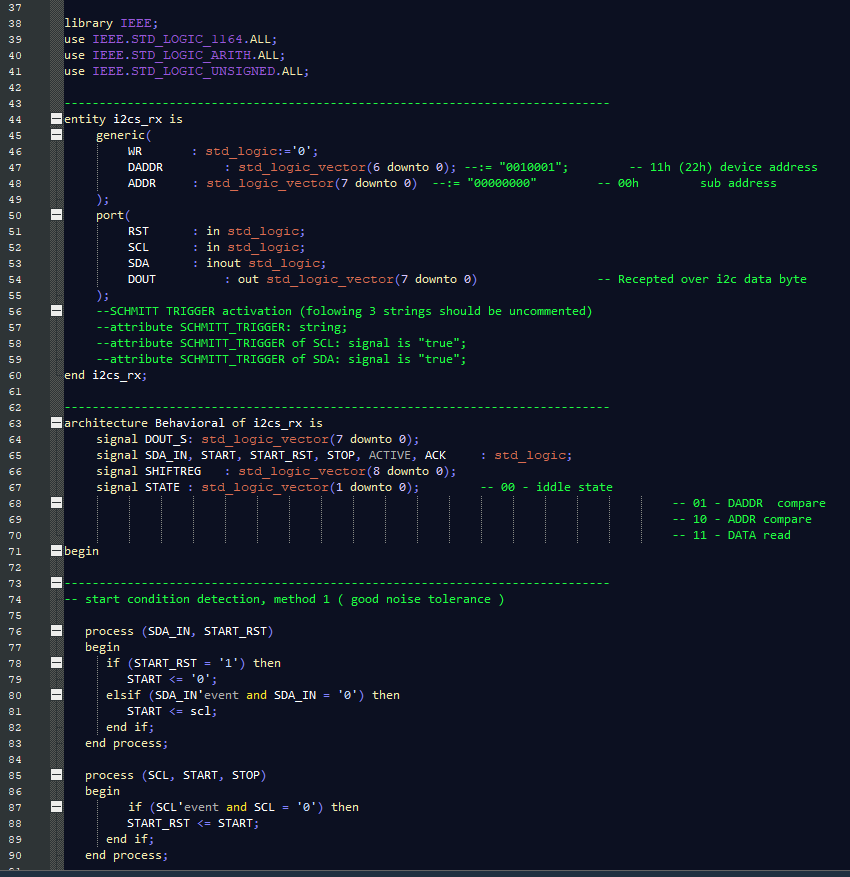 37
38 library IEEE;
39 use IEEE.STD_LOGIC_1164.ALL;
40 use IEEE.STD_LOGIC_ARITH.ALL;
41 use IEEE.STD_LOGIC_UNSIGNED.ALL;
42
43 -----------------------------------------------------------------------------
44 entity i2cs_rx is
45 generic(
46 WR : std_logic:='0';
47 DADDR : std_logic_vector(6 downto 0); --:= "0010001"; -- 11h (22h) device address
48 ADDR : std_logic_vector(7 downto 0) --:= "00000000" -- 00h sub address
49 );
50 port(
51 RST : in std_logic;
52 SCL : in std_logic;
53 SDA : inout std_logic;
54 DOUT : out std_logic_vector(7 downto 0) -- Recepted over i2c data byte
55 );
56 --SCHMITT TRIGGER activation (folowing 3 strings should be uncommented)
57 --attribute SCHMITT_TRIGGER: string;
58 --attribute SCHMITT_TRIGGER of SCL: signal is "true";
59 --attribute SCHMITT_TRIGGER of SDA: signal is "true";
60 end i2cs_rx;
61
62 -----------------------------------------------------------------------------
63 architecture Behavioral of i2cs_rx is
64 signal DOUT_S: std_logic_vector(7 downto 0);
65 signal SDA_IN, START, START_RST, STOP, ACTIVE, ACK : std_logic;
66 signal SHIFTREG : std_logic_vector(8 downto 0);
67 signal STATE : std_logic_vector(1 downto 0); -- 00 - iddle state
68 -- 01 - DADDR compare
69 -- 10 - ADDR compare
70 -- 11 - DATA read
71 begin
72
73 -----------------------------------------------------------------------------
74 -- start condition detection, method 1 ( good noise tolerance )
75
76 process (SDA_IN, START_RST)
77 begin
78 if (START_RST = '1') then
79 START <= '0';
80 elsif (SDA_IN'event and SDA_IN = '0') then
81 START <= scl;
82 end if;
83 end process;
84
85 process (SCL, START, STOP)
86 begin
87 if (SCL'event and SCL = '0') then
88 START_RST <= START;
89 end if;
90 end process;